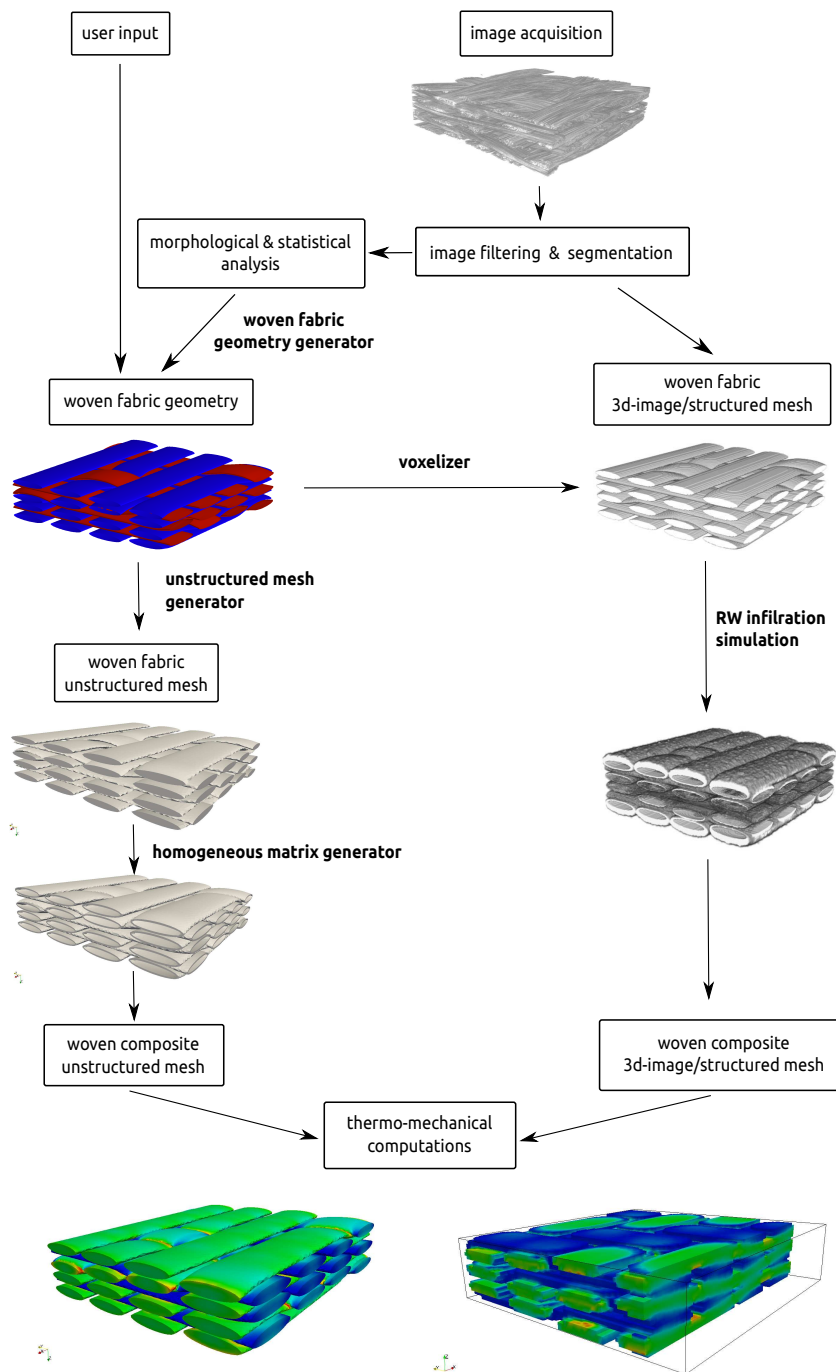 user input
image acquisition
morphological & statistical
analysis
image filtering & segmentation
woven fabric
geometry generator
woven fabric geometry
woven fabric
3d-image/structured mesh
voxelizer
unstructured mesh
generator
RW infilration
simulation
woven fabric
unstructured mesh
homogeneous matrix generator
woven composite
unstructured mesh
woven composite
3d-image/structured mesh
thermo-mechanical
computations